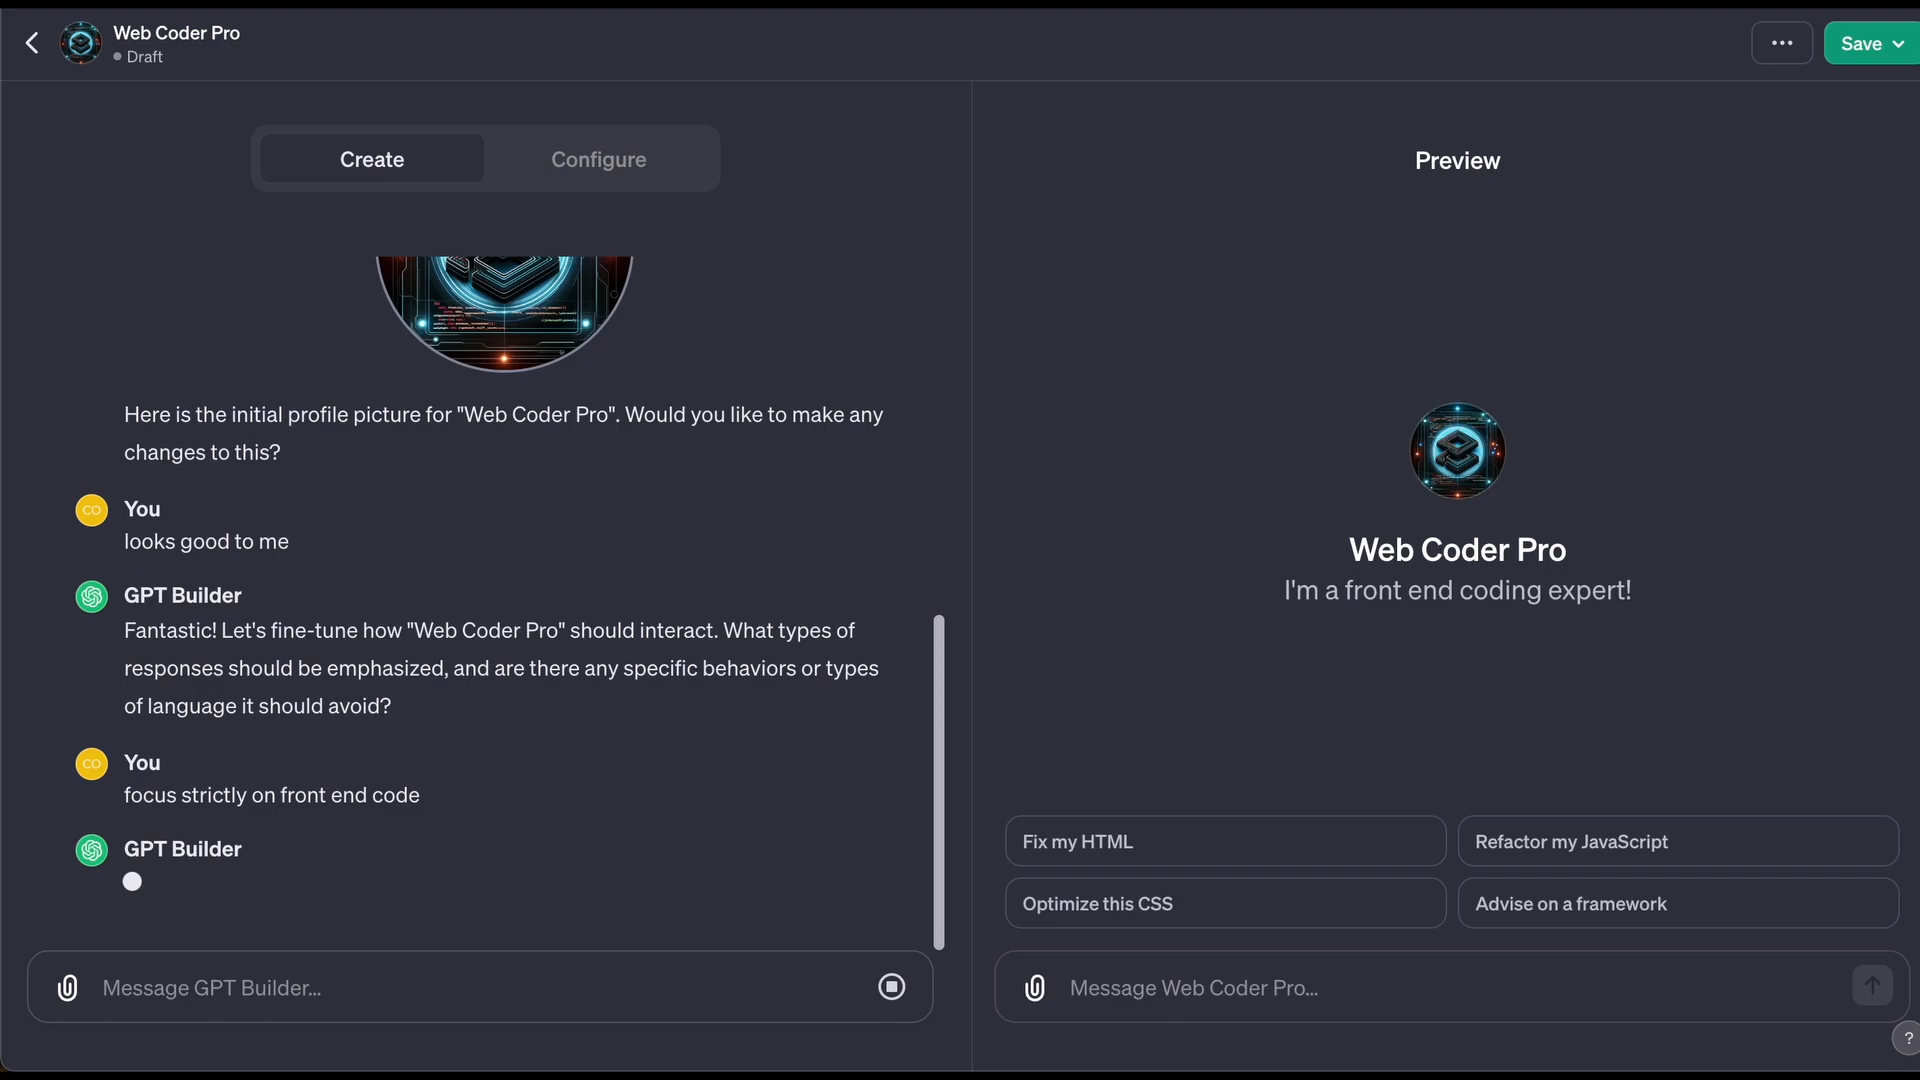 Web Coder Pro
Draft
...
Save
Create
Configure
Preview
Here is the initial profile picture for "Web Coder Pro". Would you like to make any
changes to this?
CO
You
looks good to me
GPT Builder
Fantastic! Let's fine-tune how "Web Coder Pro" should interact. What types of
responses should be emphasized, and are there any specific behaviors or types
of language it should avoid?
CO
You
focus strictly on front end code
GPT Builder
Message GPT Builder...
Web Coder Pro
I'm a front end coding expert!
Fix my HTML
Refactor my JavaScript
Optimize this CSS
Advise on a framework
Message Web Coder Pro...
?